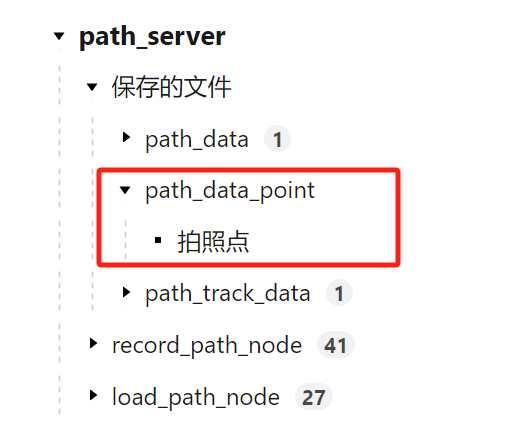 path_server
保存的文件
path_data 1
path_data_point
拍照点
path_track_data 1
record_path_node 41
load_path_node 27